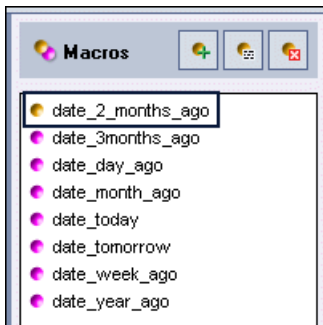 Macros
date_2_months_ago
date_3months_ago
date_day_ago
date_month_ago
date_today
date_tomorrow
date_week_ago
date_year_ago